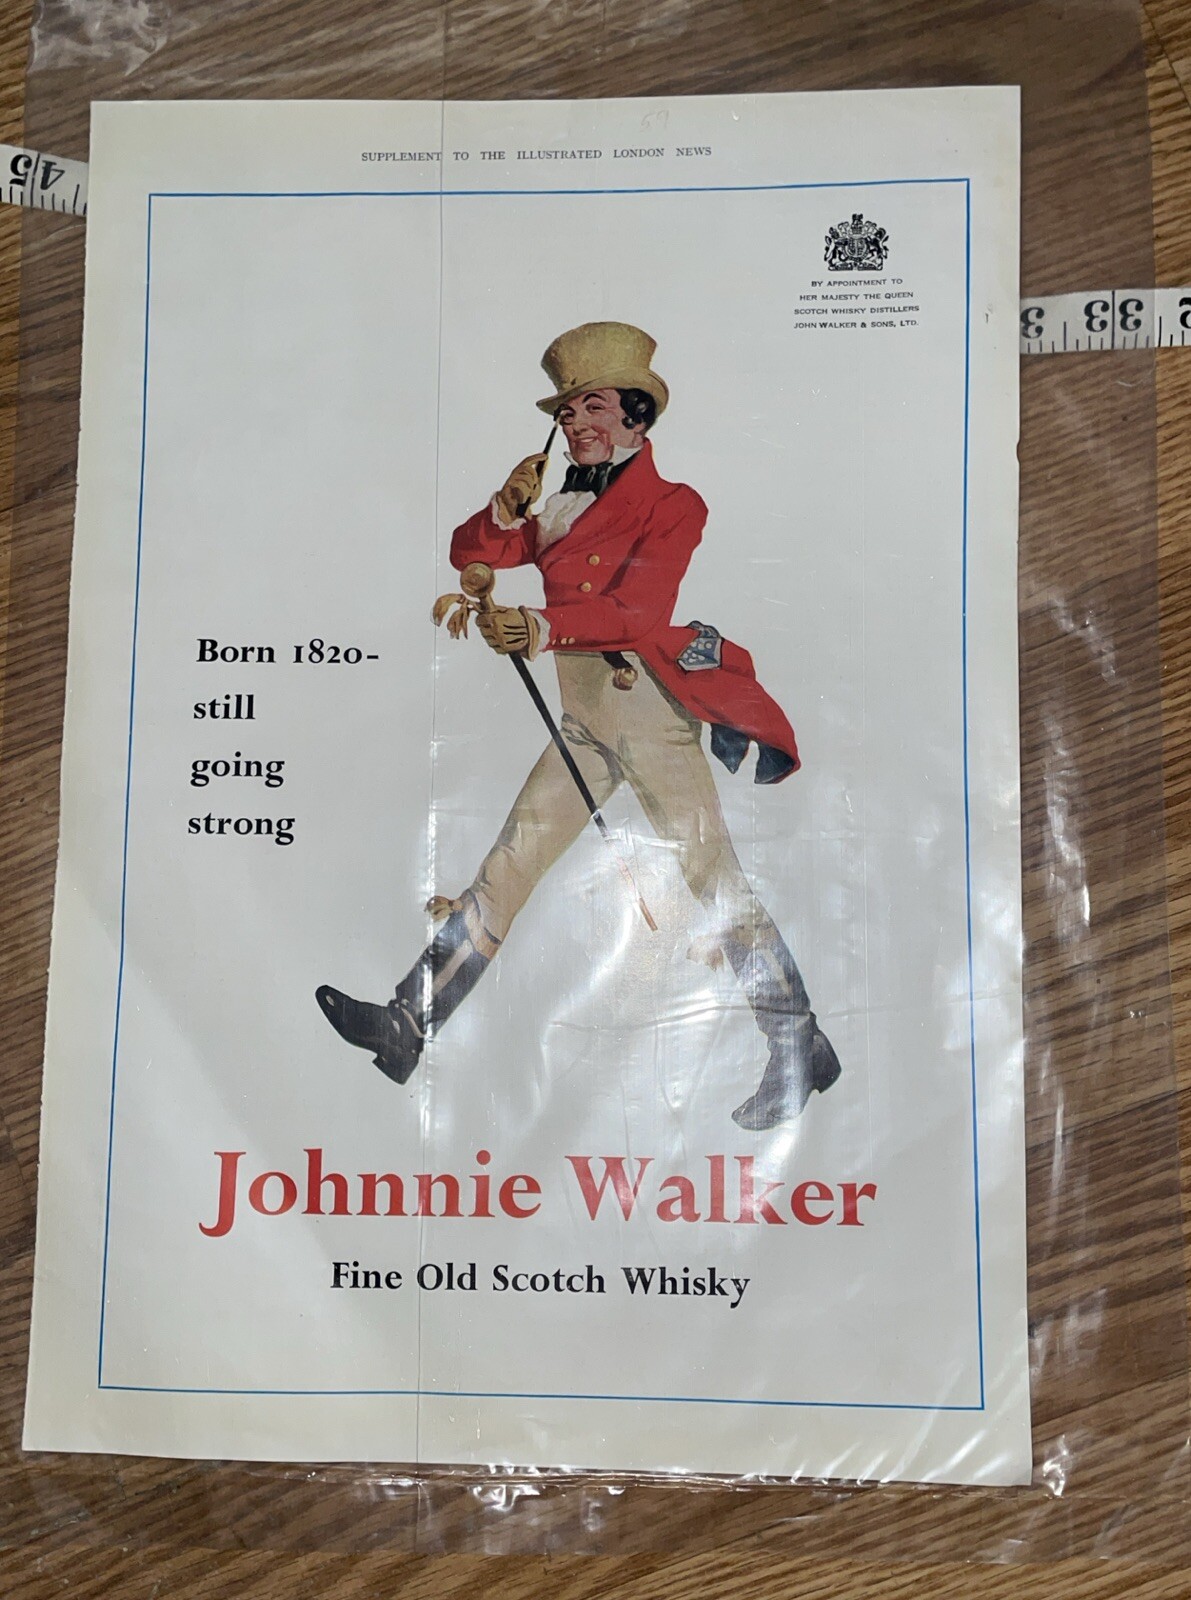 59
SUPPLEMENT TO THE ILLUSTRATED LONDON NEWS
BY APPOINTMENT TO
HER MAJESTY THE QUEEN
SCOTCH WHISKY DISTILLERS
JOHN WALKER & SONS, LTD.
45
33
Born 1820-
still
going
strong
Johnnie Walker
Fine Old Scotch Whisky